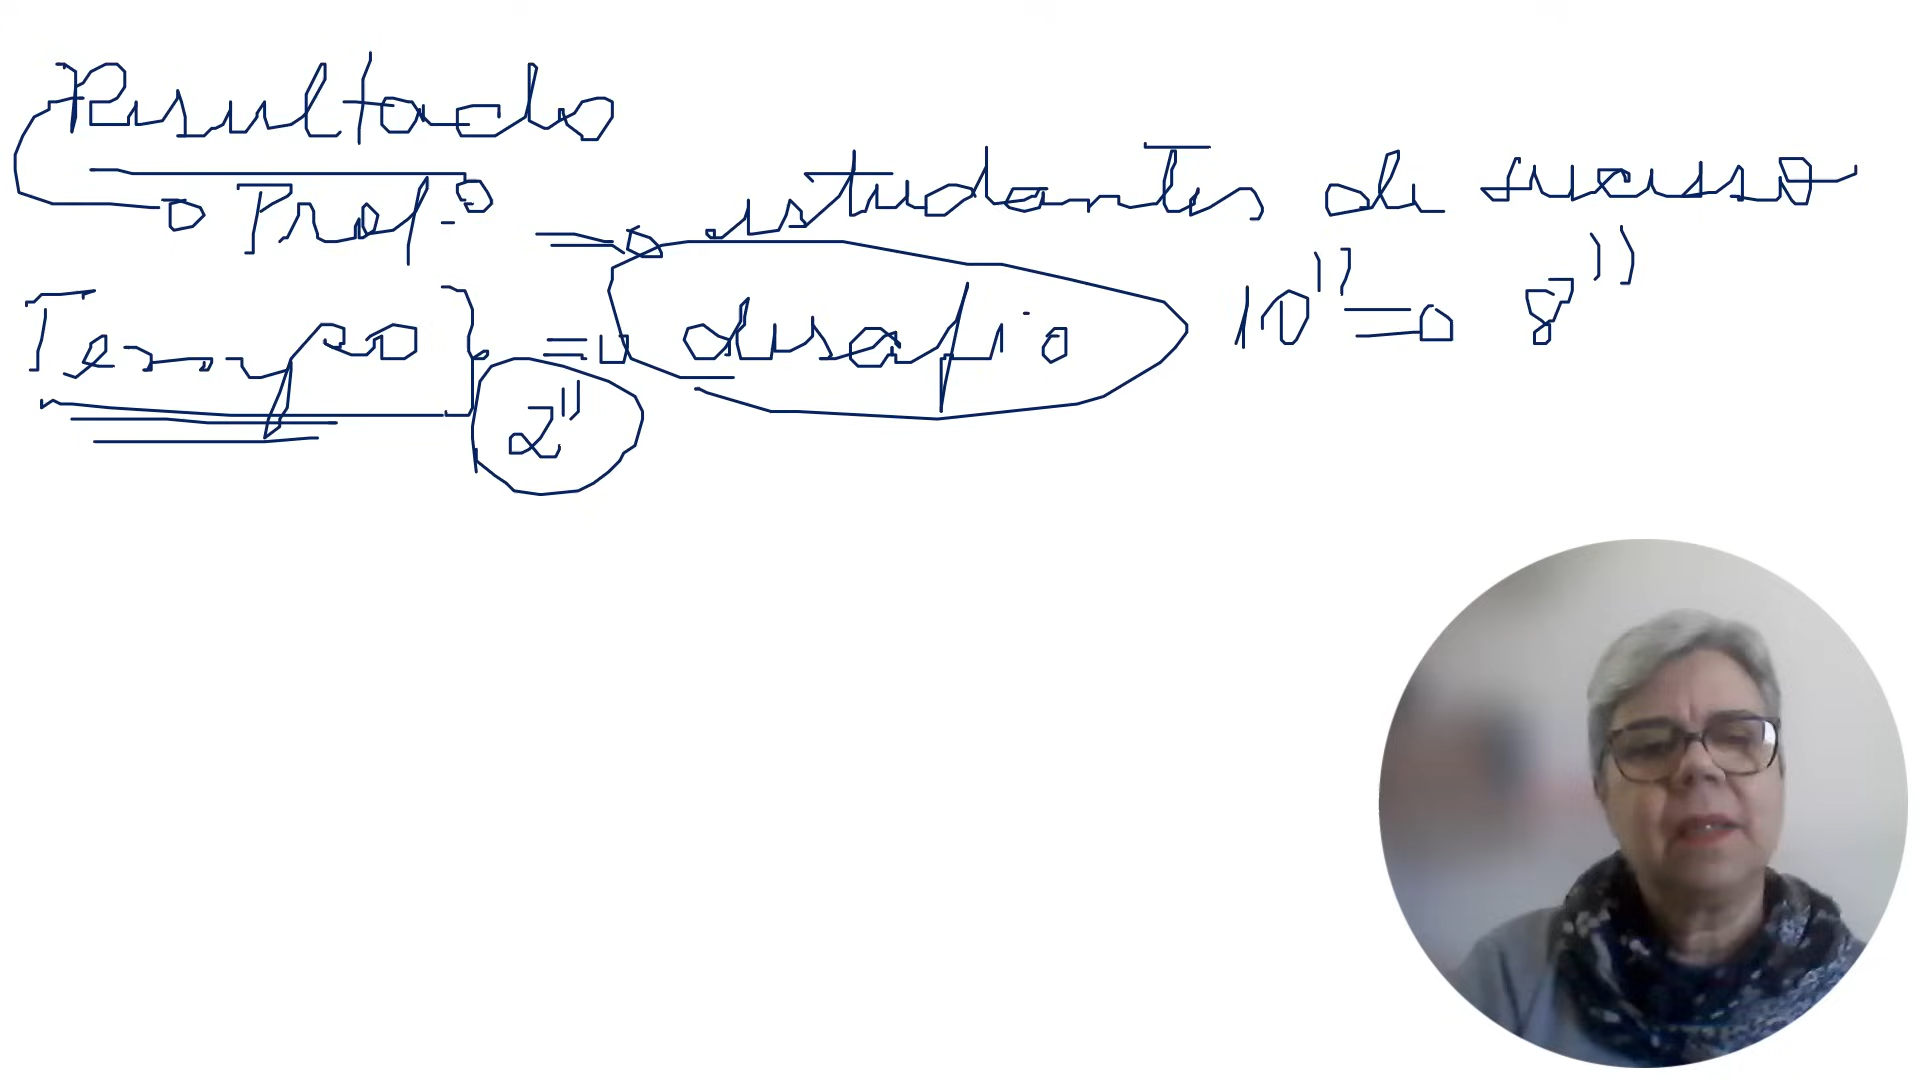 Resultado
Prof.º ⇒ estudantes de sucesso
Tempo } ⇒ desafio 10" ⇒ 8"
2"